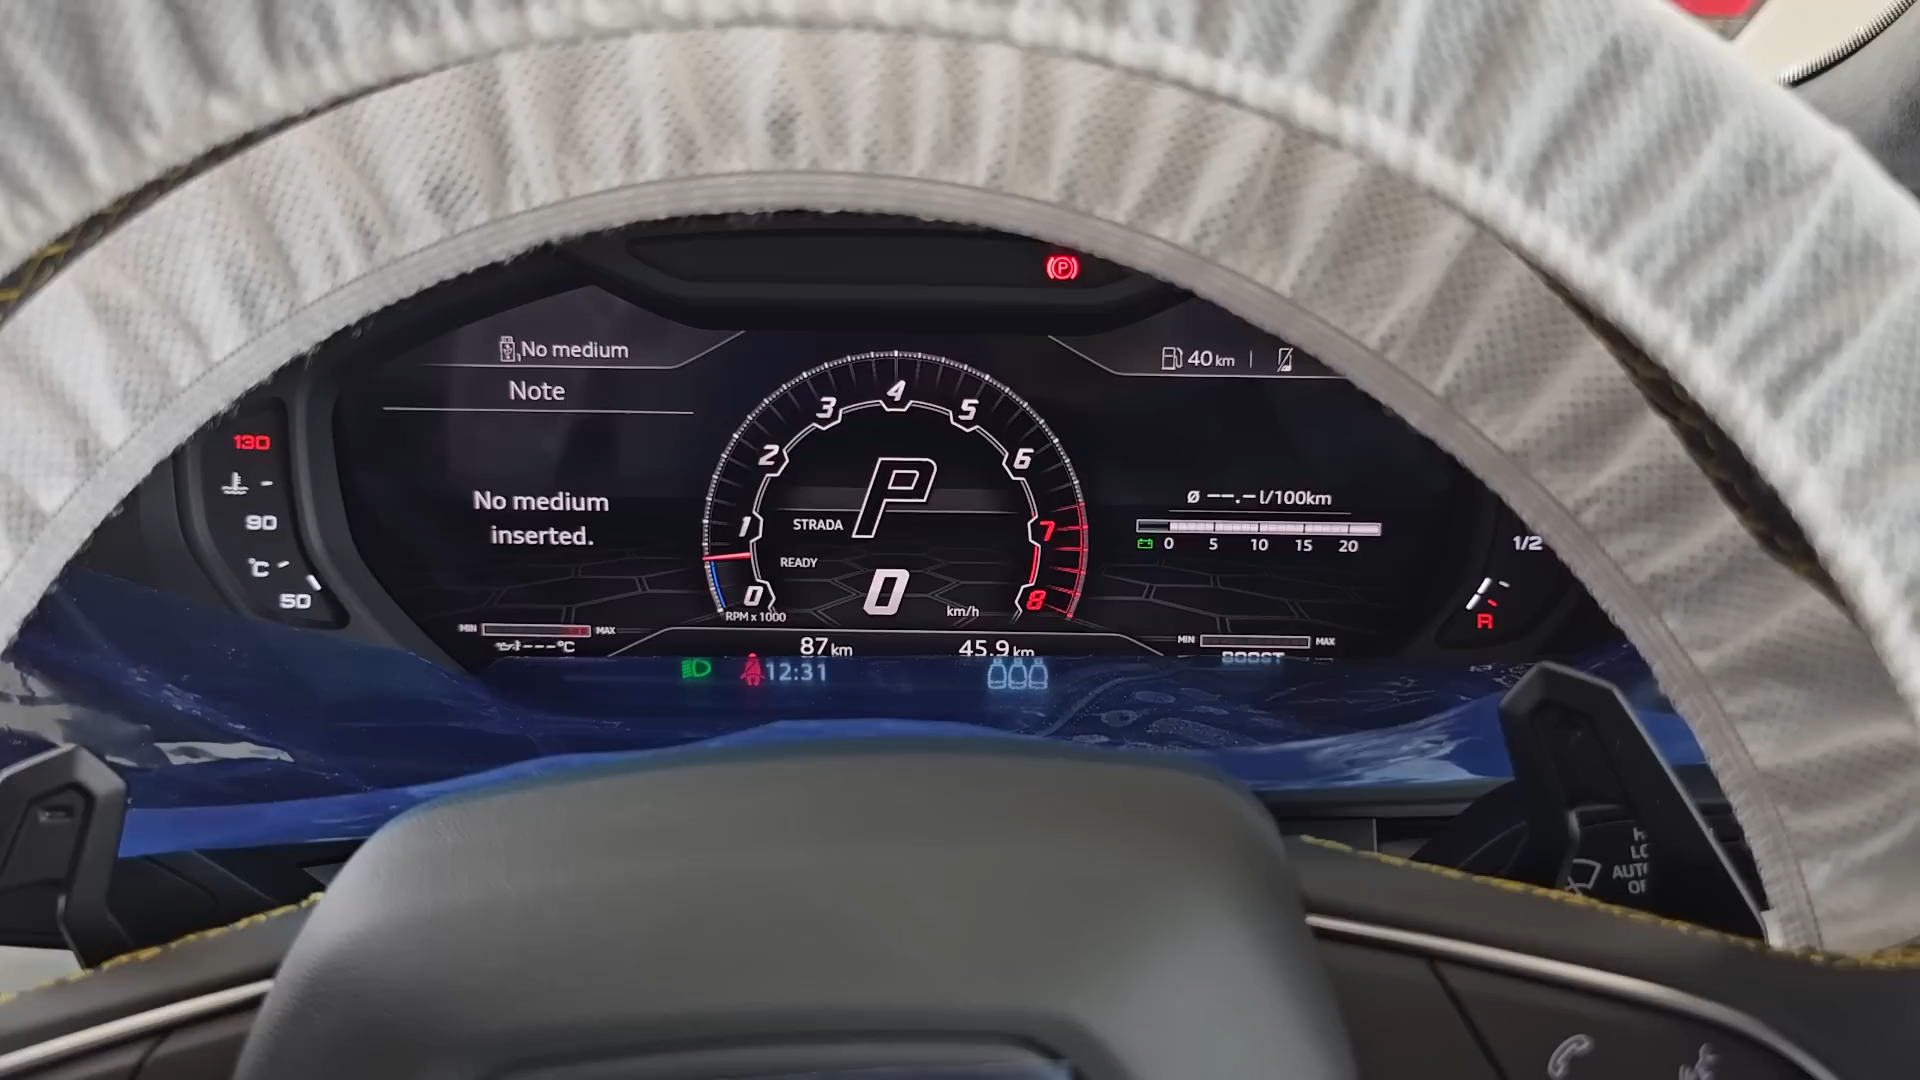 No medium
40 km
Note
130
90
°C
50
No medium
inserted.
1
2
3
4
5
6
7
8
0
P
STRADA
READY
0
km/h
RPM x 1000
Ø --.- l/100km
0 5 10 15 20
1/2
R
MIN MAX
---°C
87 km
45.9 km
MIN MAX
BOOST
12:31
LO